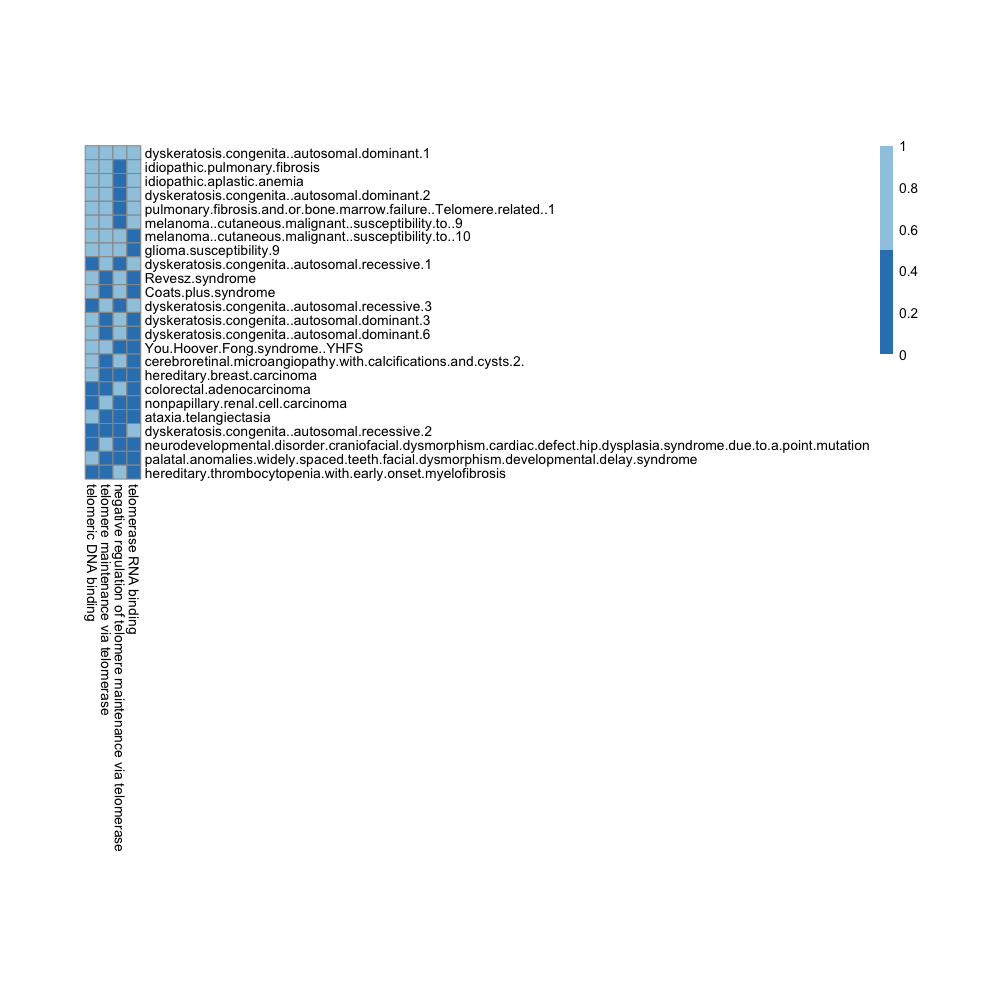 dyskeratosis.congenita..autosomal.dominant.1
idiopathic.pulmonary.fibrosis
idiopathic.aplastic.anemia
dyskeratosis.congenita..autosomal.dominant.2
pulmonary.fibrosis.and.or.bone.marrow.failure..Telomere.related..1
melanoma..cutaneous.malignant..susceptibility.to..9
melanoma..cutaneous.malignant..susceptibility.to..10
glioma.susceptibility.9
dyskeratosis.congenita..autosomal.recessive.1
Revesz.syndrome
Coats.plus.syndrome
dyskeratosis.congenita..autosomal.recessive.3
dyskeratosis.congenita..autosomal.dominant.3
dyskeratosis.congenita..autosomal.dominant.6
You.Hoover.Fong.syndrome..YHFS
cerebroretinal.microangiopathy.with.calcifications.and.cysts.2.
hereditary.breast.carcinoma
colorectal.adenocarcinoma
nonpapillary.renal.cell.carcinoma
ataxia.telangiectasia
dyskeratosis.congenita..autosomal.recessive.2
neurodevelopmental.disorder.craniofacial.dysmorphism.cardiac.defect.hip.dysplasia.syndrome.due.to.a.point.mutation
palatal.anomalies.widely.spaced.teeth.facial.dysmorphism.developmental.delay.syndrome
hereditary.thrombocytopenia.with.early.onset.myelofibrosis
telomeric DNA binding
telomere maintenance via telomerase
negative regulation of telomere maintenance via telomerase
telomerase RNA binding
1
0.8
0.6
0.4
0.2
0